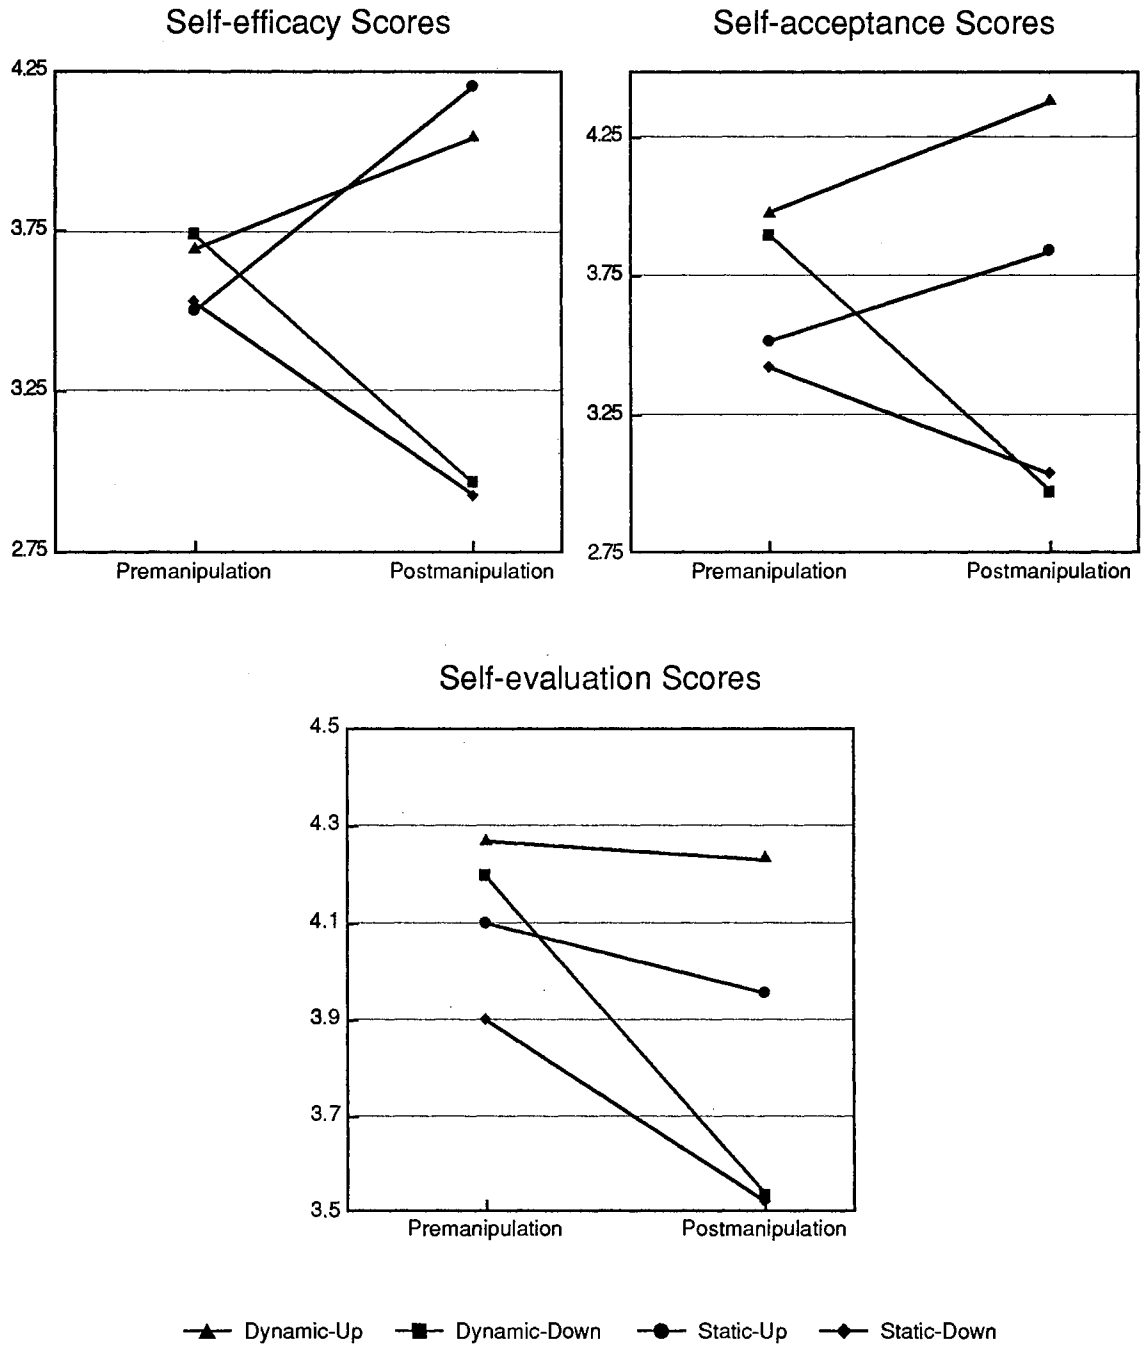 Self-efficacy Scores
4.25
3.75
3.25
2.75
Premanipulation Postmanipulation
Self-acceptance Scores
4.25
3.75
3.25
2.75
Premanipulation Postmanipulation
Self-evaluation Scores
4.5
4.3
4.1
3.9
3.7
3.5
Premanipulation Postmanipulation
Dynamic-Up Dynamic-Down Static-Up Static-Down